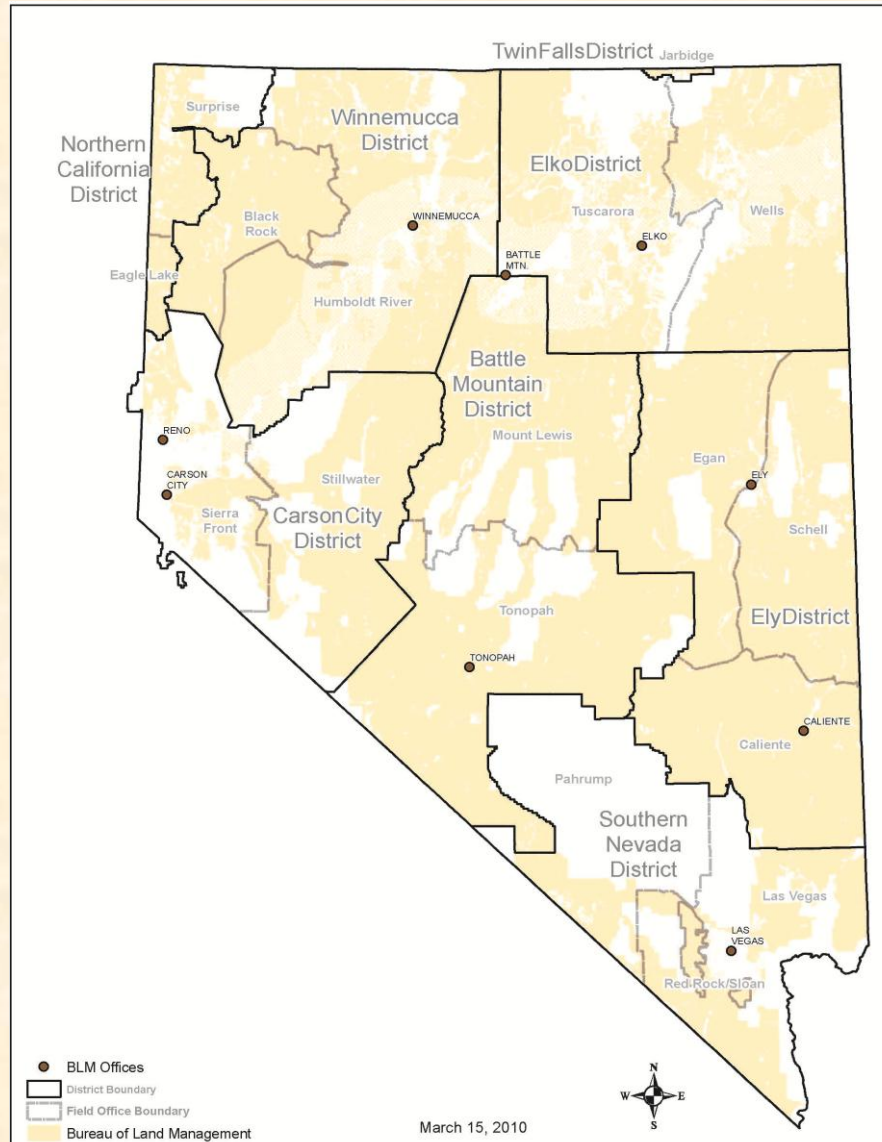 TwinFallsDistrict Jarbidge
Surprise
Winnemucca
District
Northern
California
District
ElkoDistrict
Black
Rock
WINNEMUCCA
Tuscarora
Wells
ELKO
BATTLE
MTN.
Eagle Lake
Humboldt River
Battle
Mountain
District
RENO
Mount Lewis
Egan
CARSON
CITY
Stillwater
ELY
Sierra
Front
CarsonCity
District
Schell
Tonopah
ElyDistrict
TONOPAH
CALIENTE
Caliente
Pahrump
Southern
Nevada
District
Las Vegas
LAS
VEGAS
Red Rock/Sloan
BLM Offices
District Boundary
Field Office Boundary
Bureau of Land Management
March 15, 2010
N
W E
S